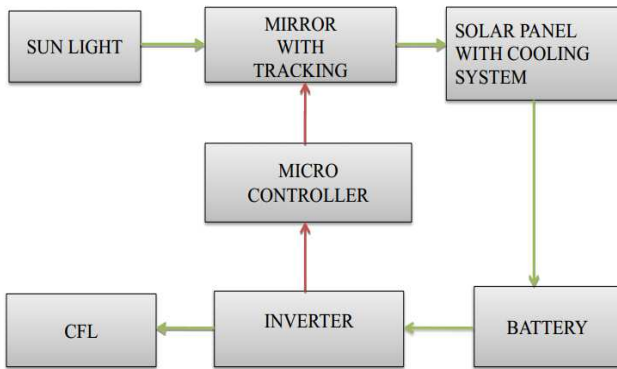 SUN LIGHT
MIRROR
WITH
TRACKING
SOLAR PANEL
WITH COOLING
SYSTEM
MICRO
CONTROLLER
CFL
INVERTER
BATTERY